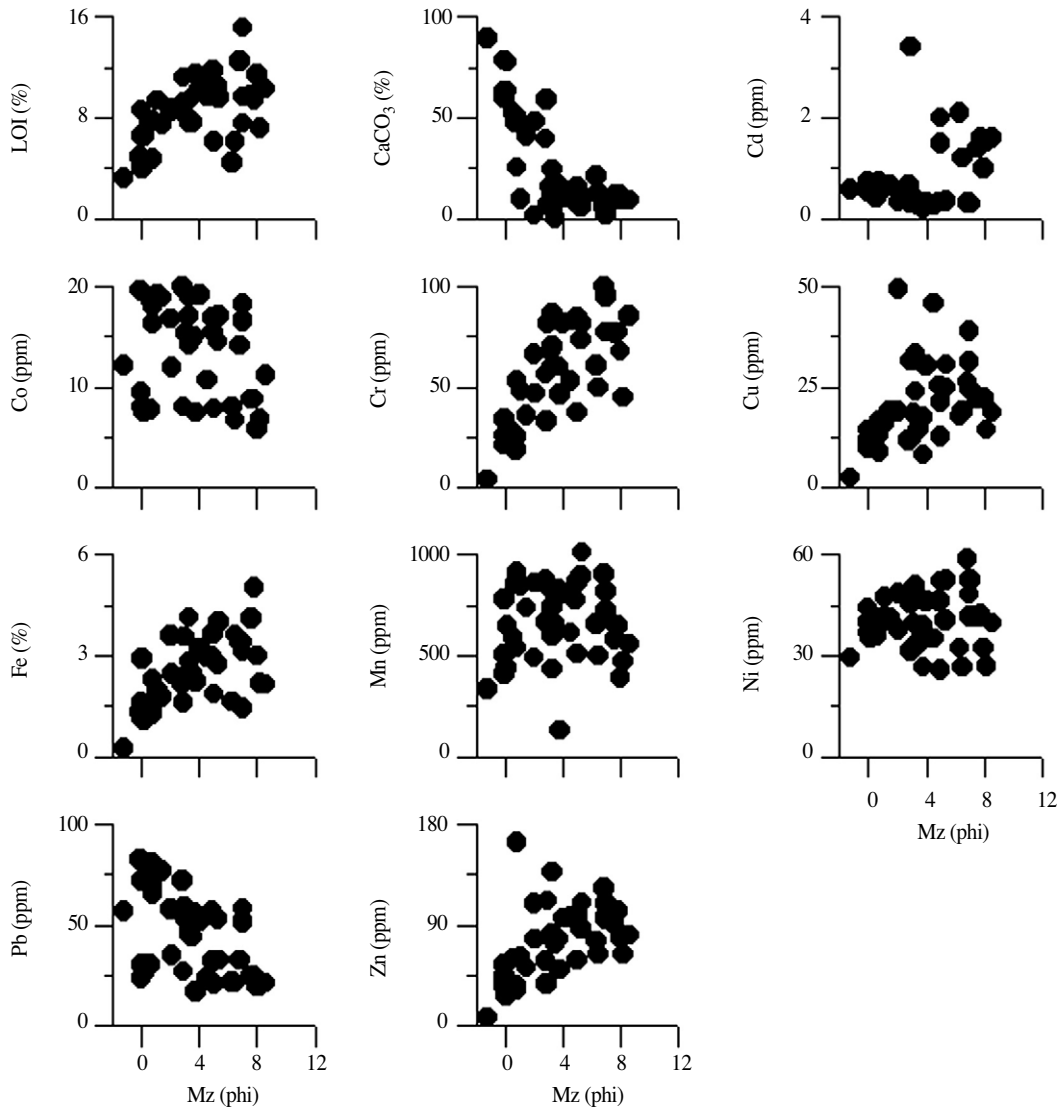 16
8
4
0
LOI (%)
100
50
0
CaCO3 (%)
4
2
0
Cd (ppm)
20
10
0
Co (ppm)
100
50
0
Cr (ppm)
50
25
0
Cu (ppm)
6
3
0
Fe (%)
1000
500
0
Mn (ppm)
60
30
0
Ni (ppm)
0 4 8 12
Mz (phi)
100
50
0
Pb (ppm)
0 4 8 12
Mz (phi)
180
90
0
Zn (ppm)
0 4 8 12
Mz (phi)